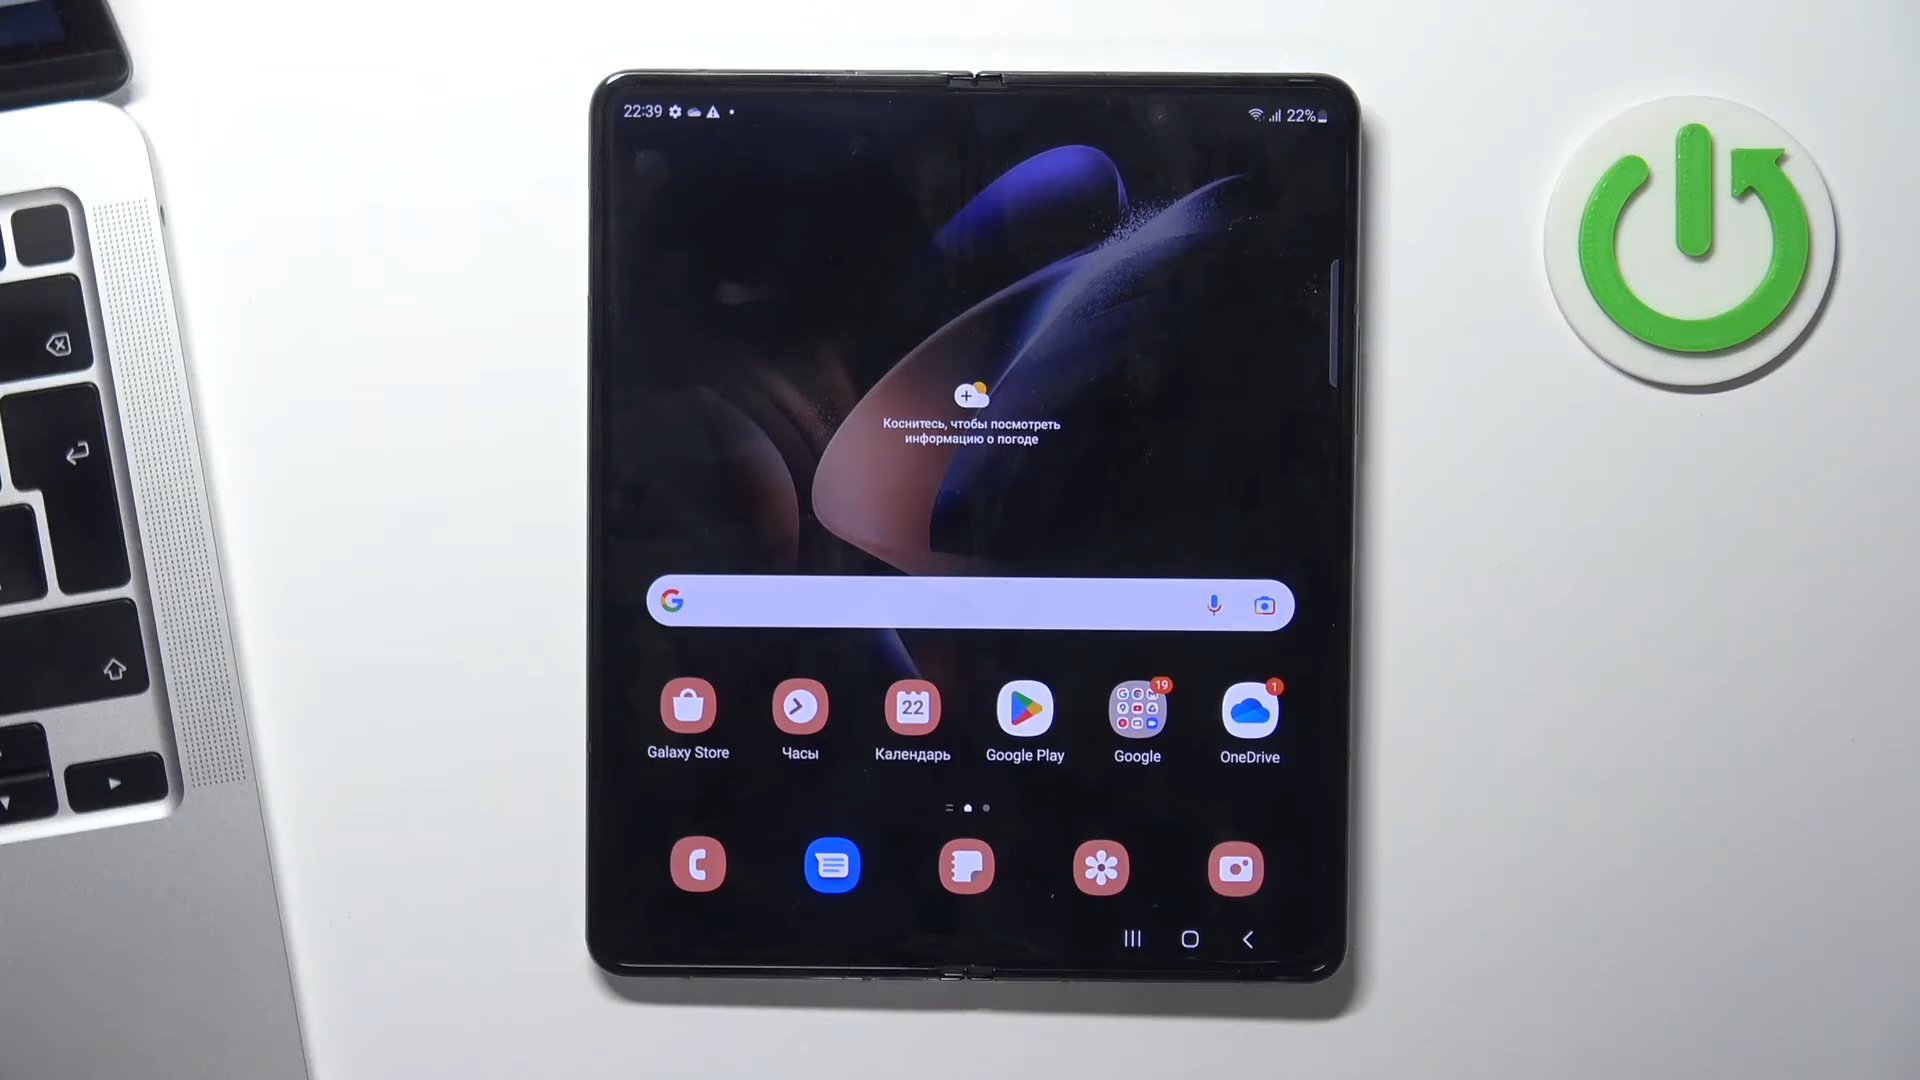 22:39
22%
Коснитесь, чтобы посмотреть
информацию о погоде
22
19
1
Galaxy Store
Часы
Календарь
Google Play
Google
OneDrive